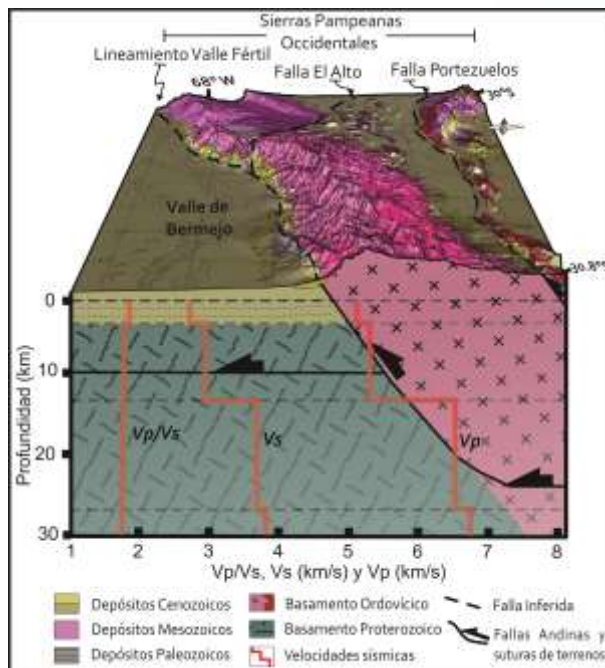 Sierras Pampeanas
Occidentales
Lineamiento Valle Fértil
68º W
Falla El Alto
Falla Portezuelos
30ºS
Valle de
Bermejo
30.8ºS
0
10
20
30
Profundidad (km)
Vp/Vs
Vs
Vp
1 2 3 4 5 6 7 8
Vp/Vs, Vs (km/s) y Vp (km/s)
Depósitos Cenozoicos
Basamento Ordovícico
Falla Inferida
Depósitos Mesozoicos
Basamento Proterozoico
Fallas Andinas y
suturas de terrenos
Depósitos Paleozoicos
Velocidades sísmicas